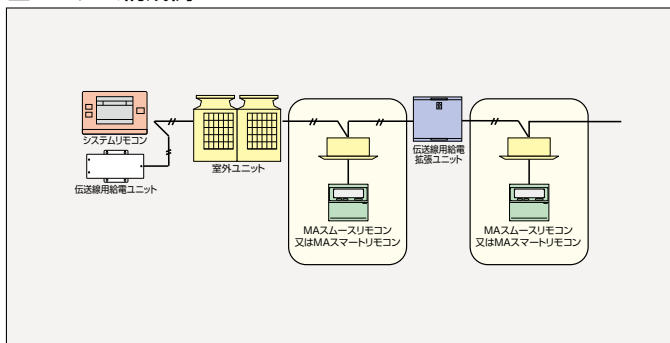 システムリモコン
伝送線用給電ユニット
室外ユニット
MAスムースリモコン
又はMAスマートリモコン
伝送線用給電
拡張ユニット
MAスムースリモコン
又はMAスマートリモコン